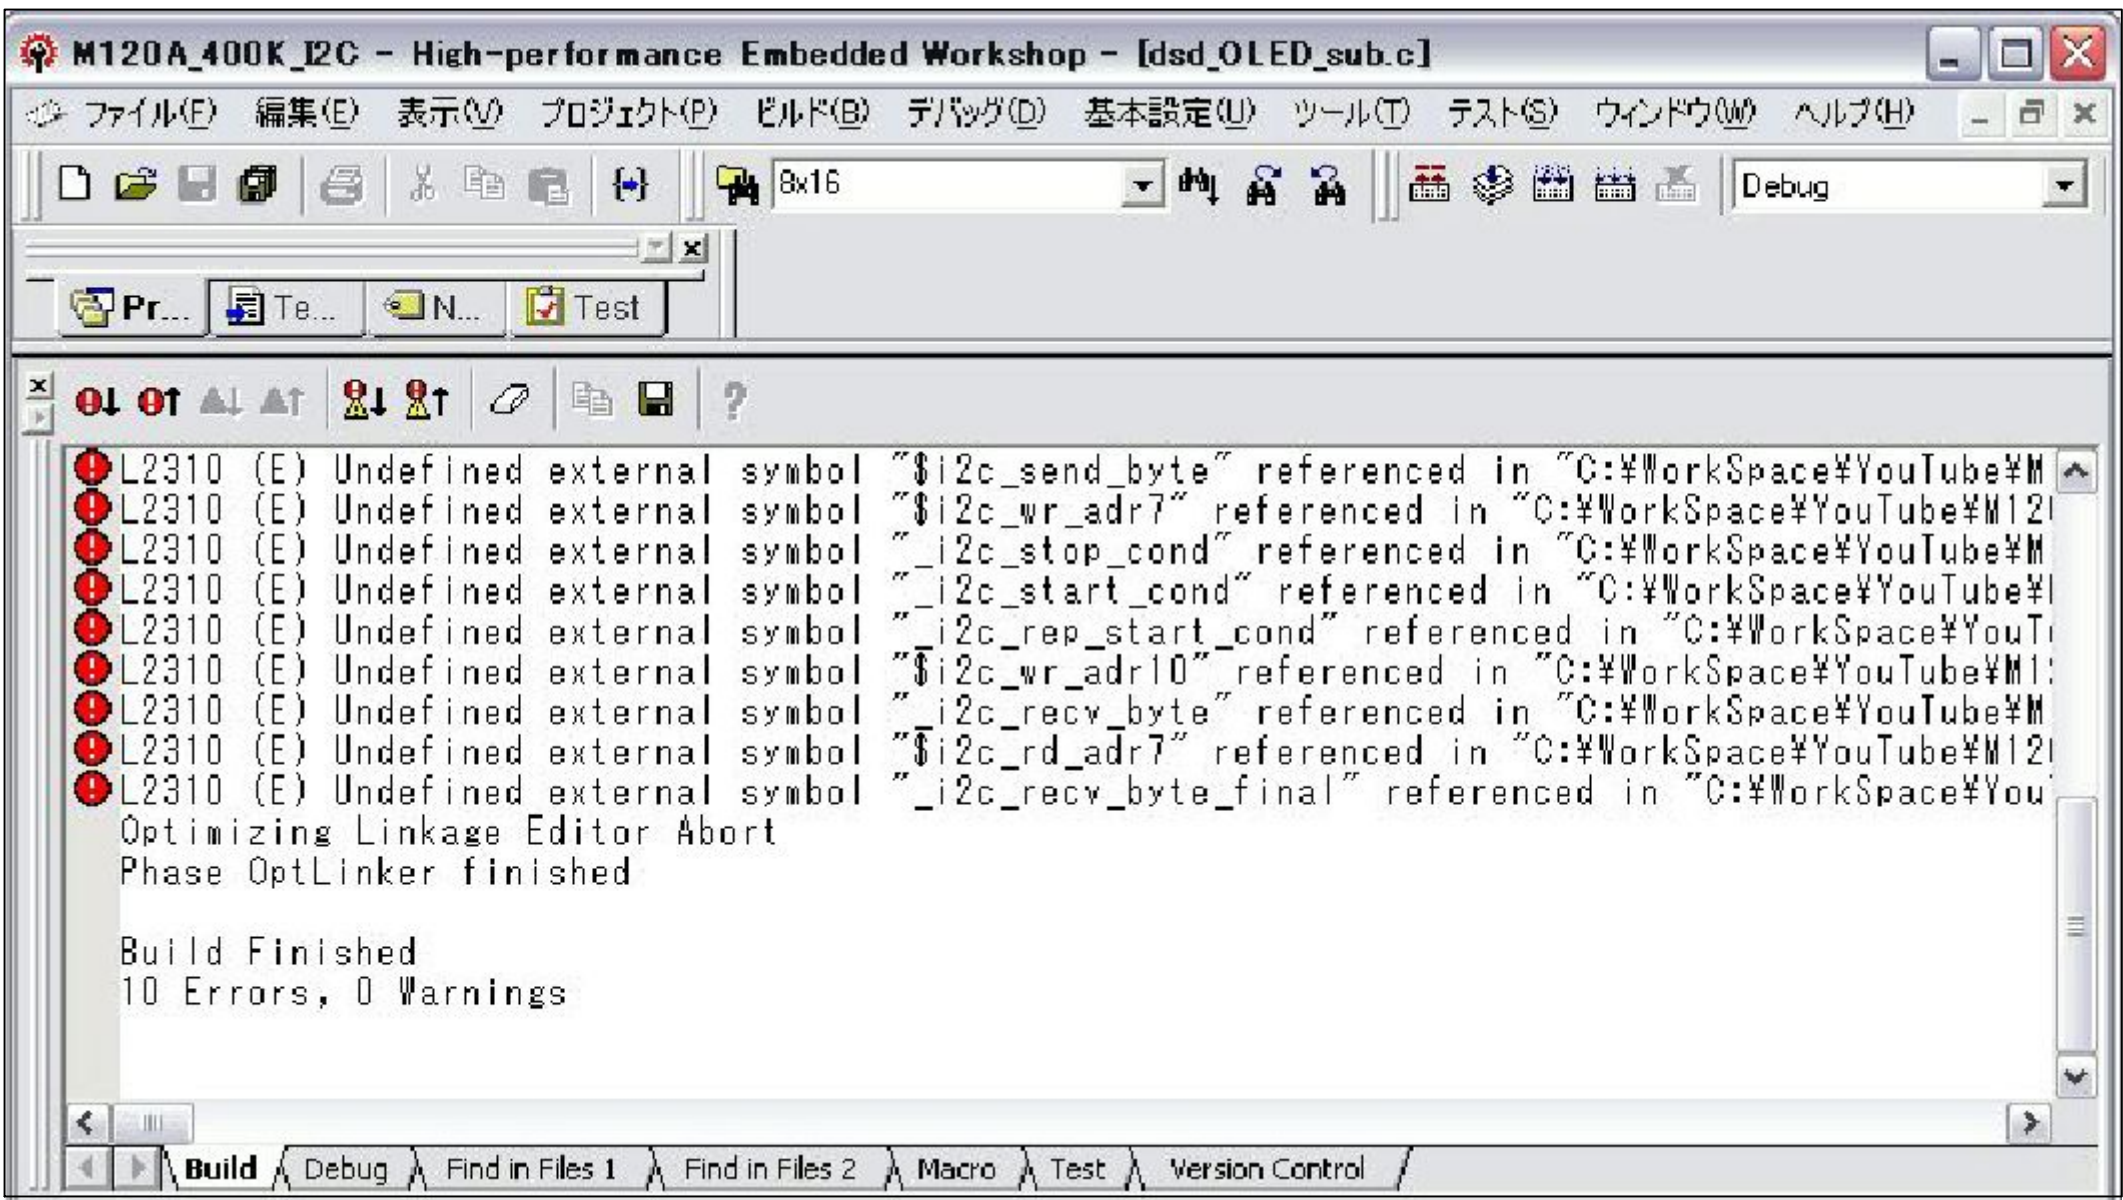 M120A_400K_I2C - High-performance Embedded Workshop - [dsd_OLED_sub.c]
ファイル(F) 編集(E) 表示(V) プロジェクト(P) ビルド(B) デバッグ(D) 基本設定(U) ツール(T) テスト(S) ウィンドウ(W) ヘルプ(H)
8x16 Debug
Pr... Te... N... Test
L2310 (E) Undefined external symbol "$i2c_send_byte" referenced in "C:¥WorkSpace¥YouTube¥M
L2310 (E) Undefined external symbol "$i2c_wr_adr7" referenced in "C:¥WorkSpace¥YouTube¥M12
L2310 (E) Undefined external symbol "_i2c_stop_cond" referenced in "C:¥WorkSpace¥YouTube¥M
L2310 (E) Undefined external symbol "_i2c_start_cond" referenced in "C:¥WorkSpace¥YouTube¥
L2310 (E) Undefined external symbol "_i2c_rep_start_cond" referenced in "C:¥WorkSpace¥YouT
L2310 (E) Undefined external symbol "$i2c_wr_adr10" referenced in "C:¥WorkSpace¥YouTube¥M1
L2310 (E) Undefined external symbol "_i2c_recv_byte" referenced in "C:¥WorkSpace¥YouTube¥M
L2310 (E) Undefined external symbol "$i2c_rd_adr7" referenced in "C:¥WorkSpace¥YouTube¥M12
L2310 (E) Undefined external symbol "_i2c_recv_byte_final" referenced in "C:¥WorkSpace¥You
Optimizing Linkage Editor Abort
Phase OptLinker finished
Build Finished
10 Errors, 0 Warnings
Build Debug Find in Files 1 Find in Files 2 Macro Test Version Control